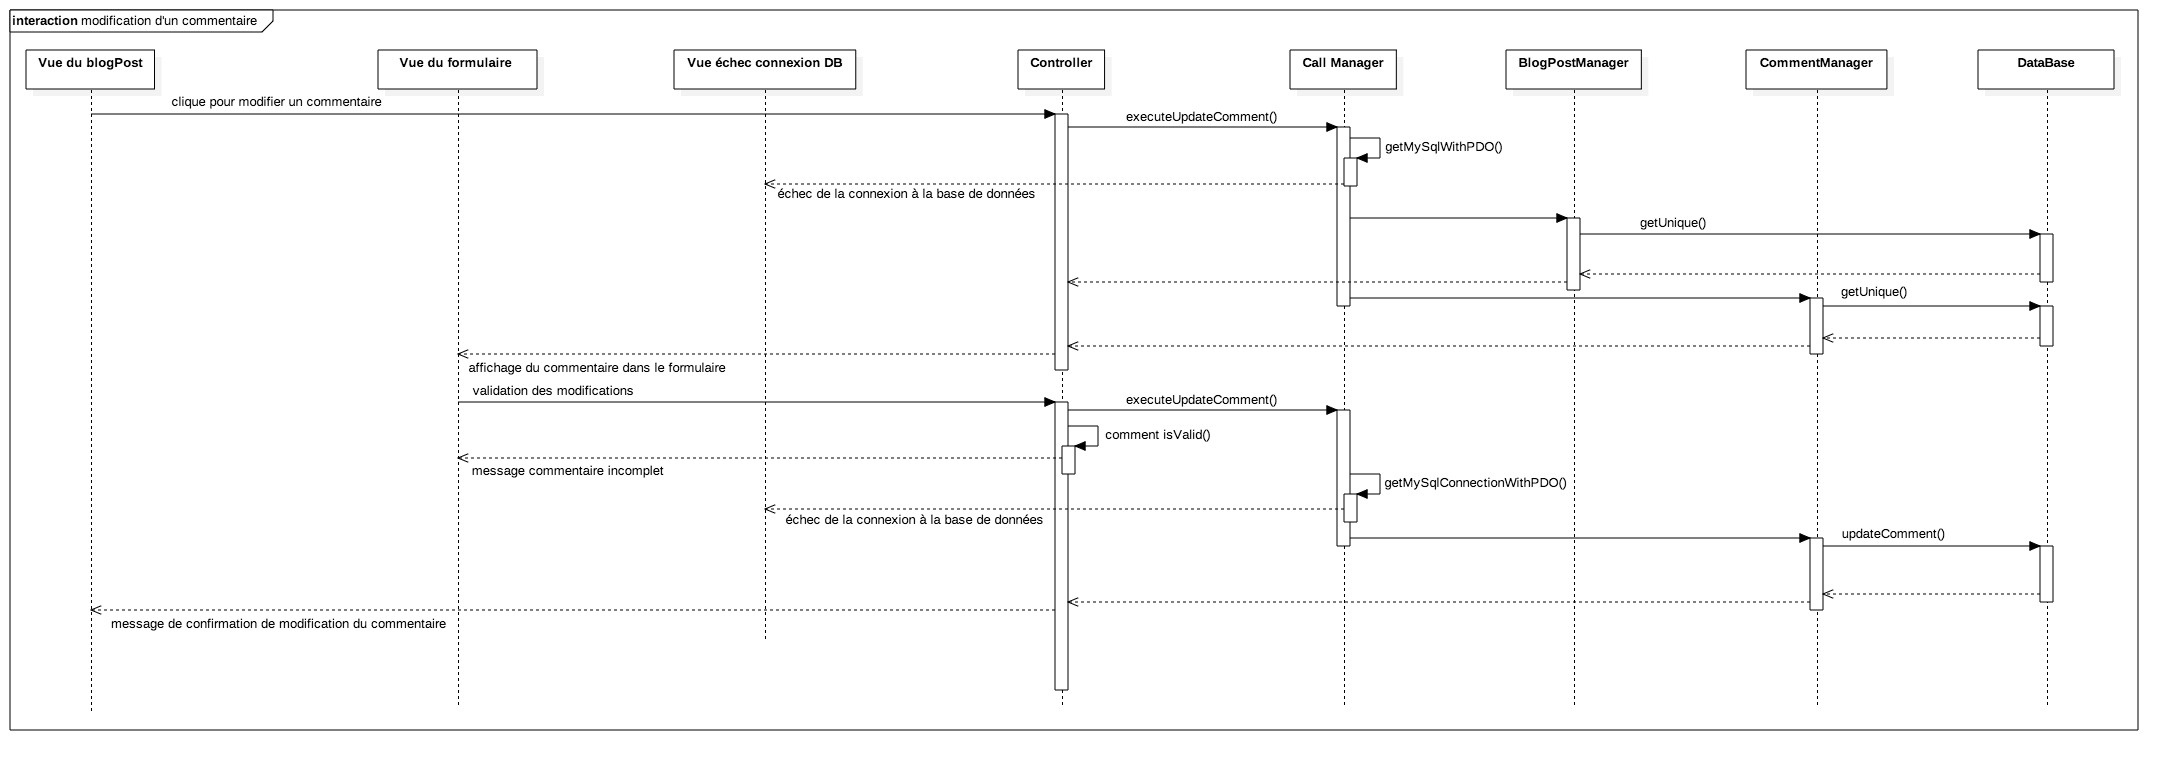 interaction modification d'un commentaire
Vue du blogPost
Vue du formulaire
Vue échec connexion DB
Controller
Call Manager
BlogPostManager
CommentManager
DataBase
clique pour modifier un commentaire
executeUpdateComment()
getMySqlWithPDO()
échec de la connexion à la base de données
getUnique()
getUnique()
affichage du commentaire dans le formulaire
validation des modifications
executeUpdateComment()
comment isValid()
message commentaire incomplet
getMySqlConnectionWithPDO()
échec de la connexion à la base de données
updateComment()
message de confirmation de modification du commentaire